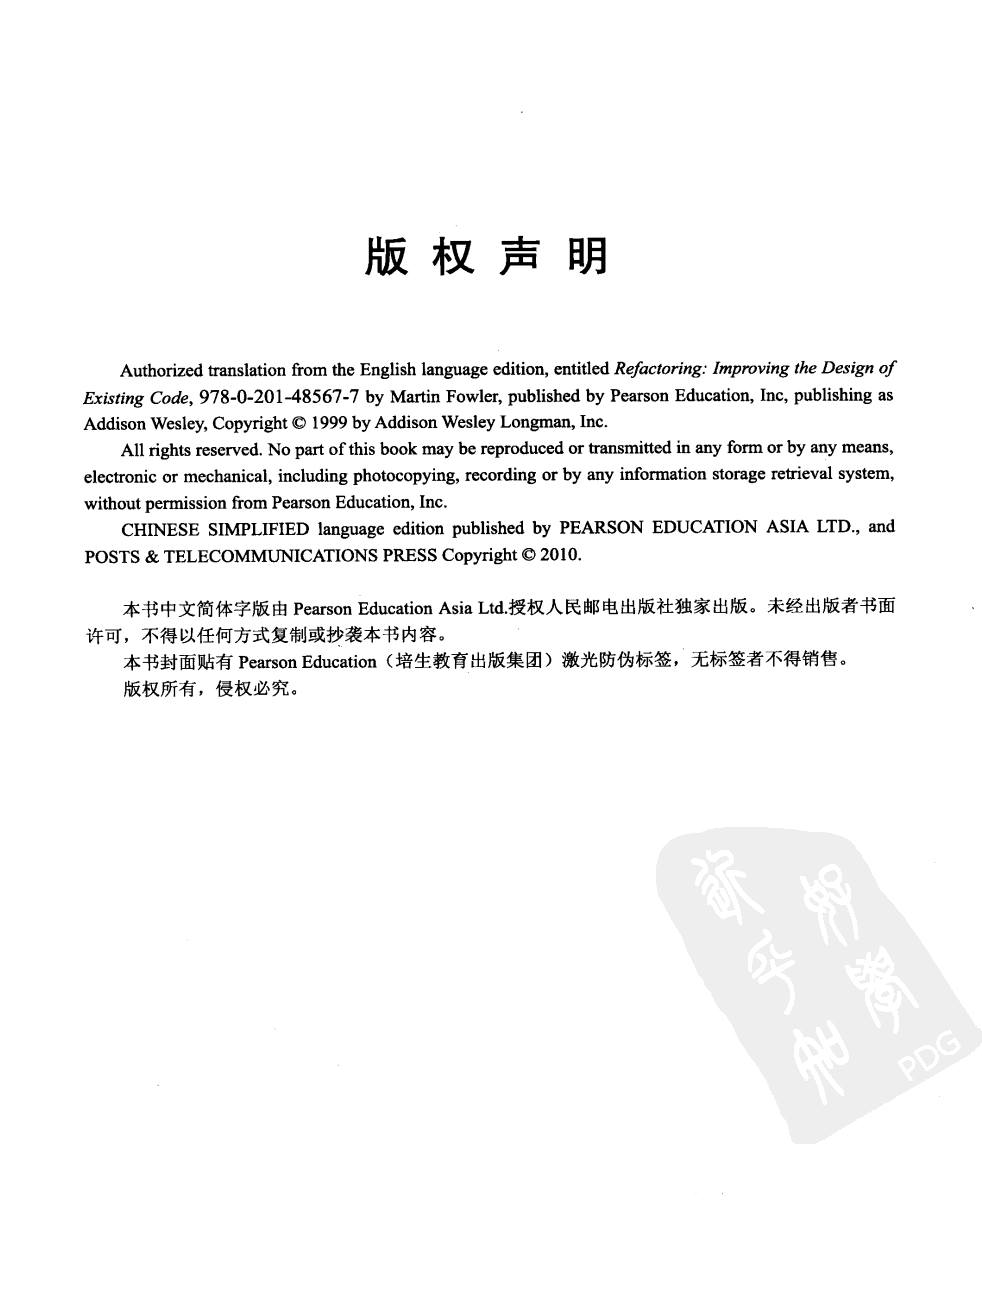 版权声明
Authorized translation from the English language edition, entitled Refactoring: Improving the Design of
Existing Code, 978-0-201-48567-7 by Martin Fowler, published by Pearson Education, Inc, publishing as
Addison Wesley, Copyright © 1999 by Addison Wesley Longman, Inc.
All rights reserved. No part of this book may be reproduced or transmitted in any form or by any means,
electronic or mechanical, including photocopying, recording or by any information storage retrieval system,
without permission from Pearson Education, Inc.
CHINESE SIMPLIFIED language edition published by PEARSON EDUCATION ASIA LTD., and
POSTS & TELECOMMUNICATIONS PRESS Copyright © 2010.
本书中文简体字版由 Pearson Education Asia Ltd.授权人民邮电出版社独家出版。未经出版者书面
许可，不得以任何方式复制或抄袭本书内容。
本书封面贴有 Pearson Education（培生教育出版集团）激光防伪标签，无标签者不得销售。
版权所有，侵权必究。
PDG